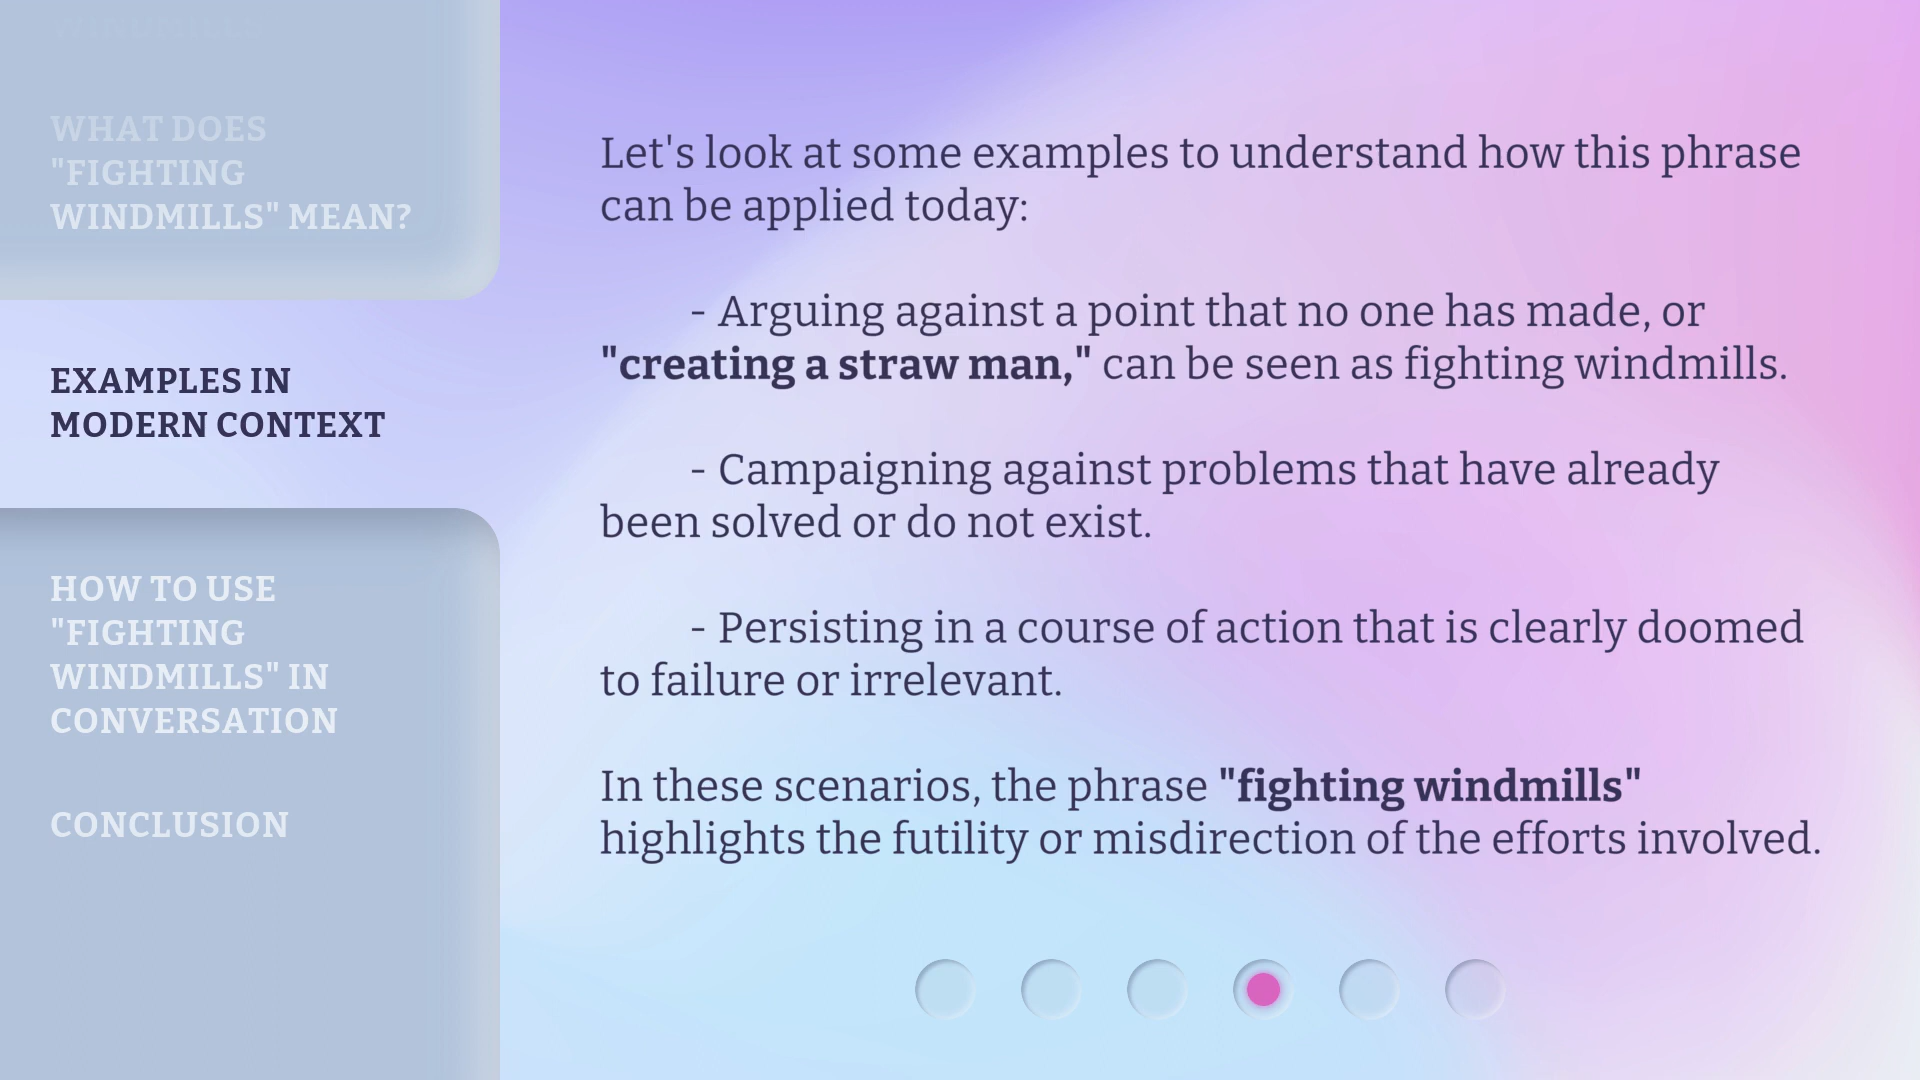 WINDMILLS
WHAT DOES
"FIGHTING
WINDMILLS" MEAN?
EXAMPLES IN
MODERN CONTEXT
HOW TO USE
"FIGHTING
WINDMILLS" IN
CONVERSATION
CONCLUSION
Let's look at some examples to understand how this phrase
can be applied today:
- Arguing against a point that no one has made, or
"creating a straw man," can be seen as fighting windmills.
- Campaigning against problems that have already
been solved or do not exist.
- Persisting in a course of action that is clearly doomed
to failure or irrelevant.
In these scenarios, the phrase "fighting windmills"
highlights the futility or misdirection of the efforts involved.